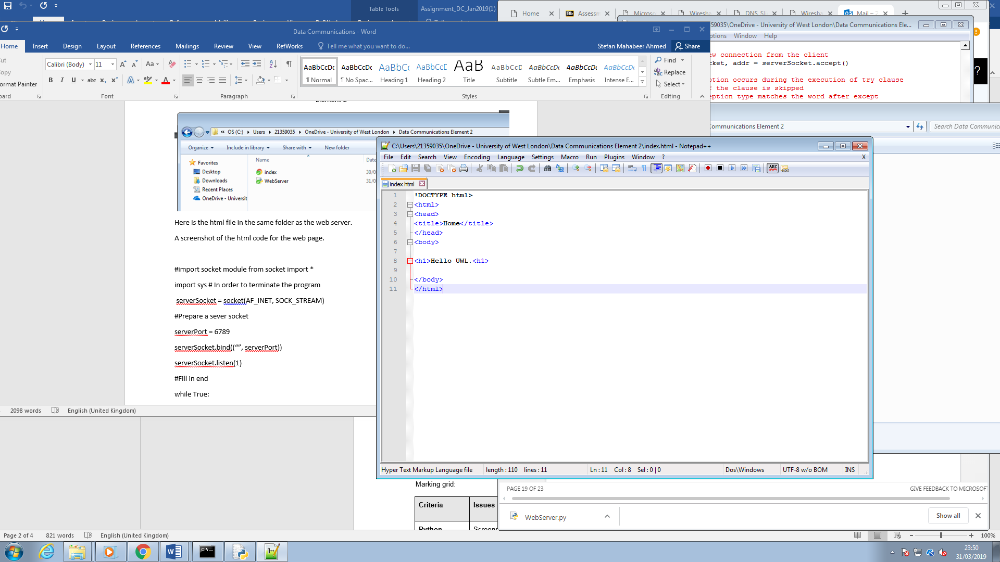 Table Tools
Assignment_DC_Jan2019(1)
Home
Assessm
Microso
Wiresha
DNS_Sli
Wiresha
Mail – 2
Data Communications - Word
59035\OneDrive - University of West London\Data Communications Ele...
Home Insert Design Layout References Mailings Review View RefWorks Tell me what you want to do...
Stefan Mahabeer Ahmed Share
ptions Window Help
ut
opy
ormat Painter
oard
Calibri (Body) 11
Font
Paragraph
AaBbCcDc AaBbCcDc AaBbCc AaBbCcD AaB AaBbCcD AaBbCcDc AaBbCcDc AaBbCcDc
¶ Normal ¶ No Spac... Heading 1 Heading 2 Title Subtitle Subtle Em... Emphasis Intense E...
Styles
Find
Replace
Select
Editing
ew connection from the client
cket, addr = serverSocket.accept()
ption occurs during the execution of try clause
f the clause is skipped
eption type matches the word after except
Element 2
« OS (C:) Users 21359035 OneDrive - University of West London Data Communications Element 2
ommunications Element 2
Search Data Communic
Organize Include in library Share with New folder
Favorites
Desktop
Downloads
Recent Places
OneDrive - Universit
Name Date
index 30/0
WebServer 31/0
Here is the html file in the same folder as the web server.
A screenshot of the html code for the web page.
#import socket module from socket import *
import sys # In order to terminate the program
serverSocket = socket(AF_INET, SOCK_STREAM)
#Prepare a sever socket
serverPort = 6789
serverSocket.bind((“”, serverPort))
serverSocket.listen(1)
#Fill in end
while True:
2098 words English (United Kingdom)
C:\Users\21359035\OneDrive - University of West London\Data Communications Element 2\index.html - Notepad++
File Edit Search View Encoding Language Settings Macro Run Plugins Window ? X
index.html
1 !DOCTYPE html>
2 <html>
3 <head>
4 <title>Home</title>
5 </head>
6 <body>
7
8 <h1>Hello UWL.<h1>
9
10 </body>
11 </html>
Hyper Text Markup Language file length : 110 lines : 11 Ln : 11 Col : 8 Sel : 0 | 0 Dos\Windows UTF-8 w/o BOM INS
Marking grid:
Criteria Issues
Python Screens
PAGE 19 OF 23 GIVE FEEDBACK TO MICROSOF
WebServer.py
Show all
Page 2 of 4 821 words English (United Kingdom)
100%
23:50
31/03/2019